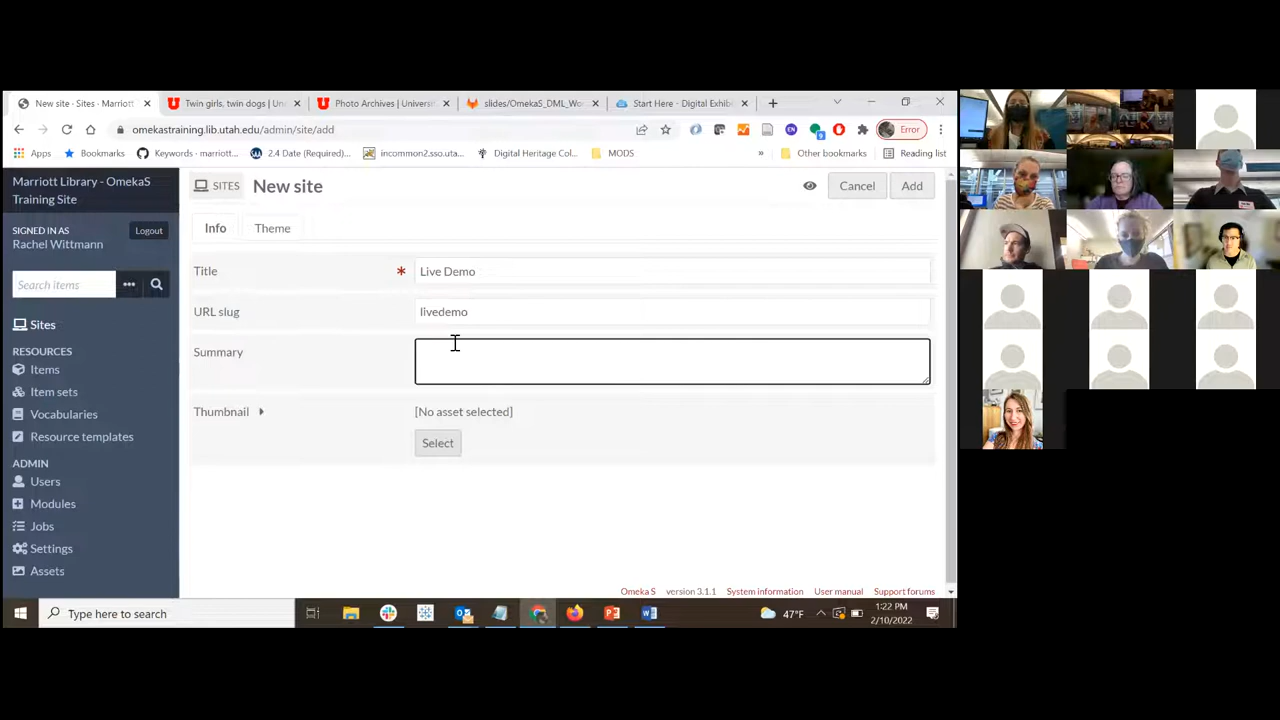 New site - Sites - Marriott
Twin girls, twin dogs | Uni
Photo Archives | Universi
slides/OmekaS_DML_Wo
Start Here - Digital Exhib
omekastraining.lib.utah.edu/admin/site/add
Error
Apps
Bookmarks
Keywords - marriott...
2.4 Date (Required)...
incommon2.sso.uta...
Digital Heritage Col...
MODS
»
Other bookmarks
Reading list
Marriott Library - OmekaS
Training Site
SIGNED IN AS
Rachel Wittmann
Logout
Search items
Sites
RESOURCES
Items
Item sets
Vocabularies
Resource templates
ADMIN
Users
Modules
Jobs
Settings
Assets
SITES
New site
Cancel
Add
Info
Theme
Title
Live Demo
URL slug
livedemo
Summary
Thumbnail
[No asset selected]
Select
Omeka S version 3.1.1 System information User manual Support forums
Type here to search
47°F
1:22 PM
2/10/2022